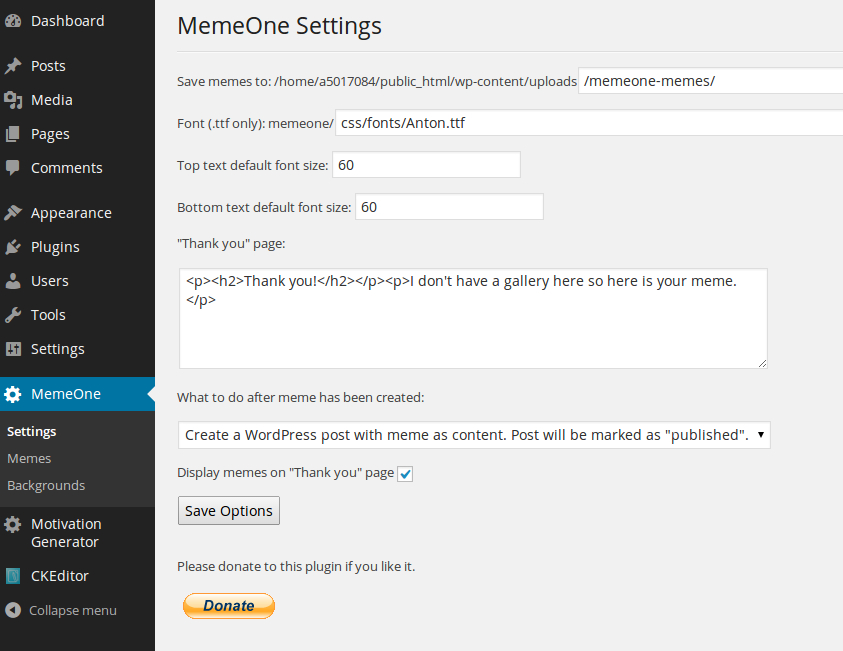 Dashboard
Posts
Media
Pages
Comments
Appearance
Plugins
Users
Tools
Settings
MemeOne
Settings
Memes
Backgrounds
Motivation
Generator
CKEditor
Collapse menu
MemeOne Settings
Save memes to: /home/a5017084/public_html/wp-content/uploads /memeone-memes/
Font (.ttf only): memeone/ css/fonts/Anton.ttf
Top text default font size: 60
Bottom text default font size: 60
"Thank you" page:
<p><h2>Thank you!</h2></p><p>I don't have a gallery here so here is your meme.
</p>
What to do after meme has been created:
Create a WordPress post with meme as content. Post will be marked as "published".
Display memes on "Thank you" page
Save Options
Please donate to this plugin if you like it.
Donate